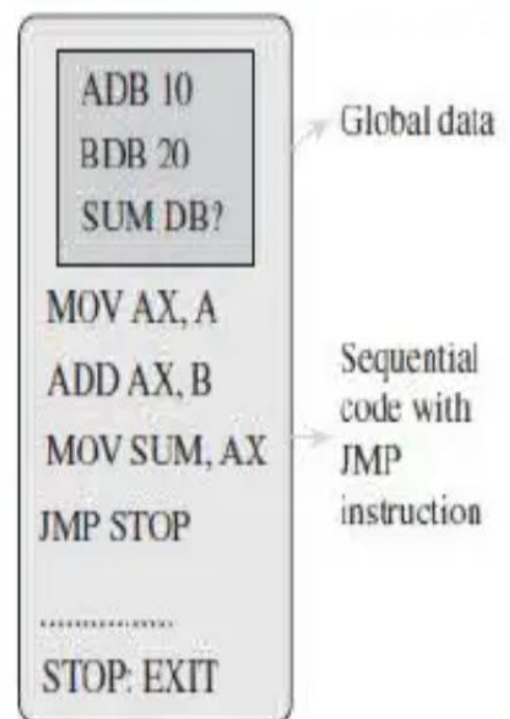 ADB 10
BDB 20
SUM DB?
Global data
MOV AX, A
ADD AX, B
MOV SUM, AX
JMP STOP
..................
STOP: EXIT
Sequential
code with
JMP
instruction